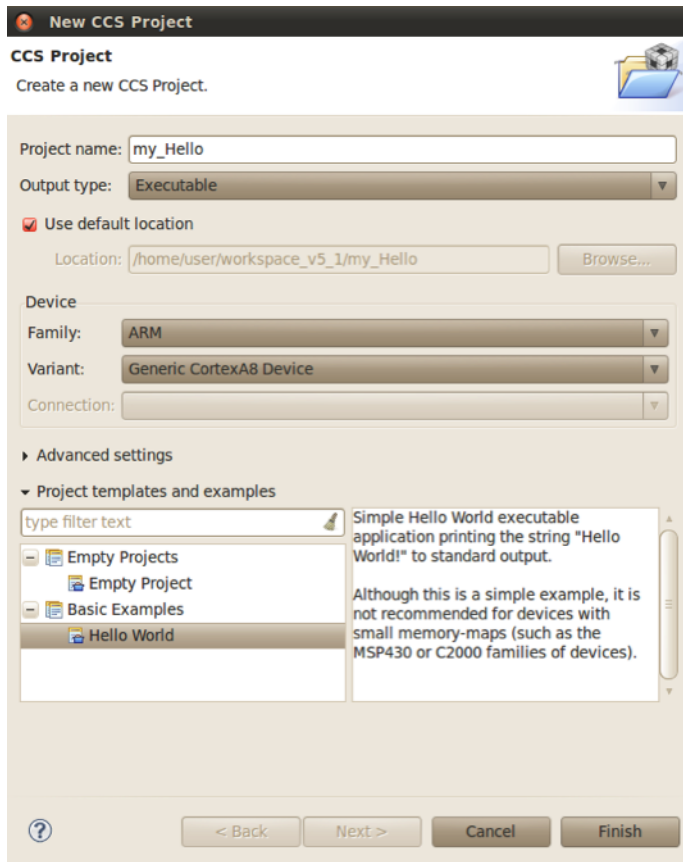 New CCS Project
CCS Project
Create a new CCS Project.
Project name: my_Hello
Output type: Executable
Use default location
Location: /home/user/workspace_v5_1/my_Hello Browse...
Device
Family: ARM
Variant: Generic CortexA8 Device
Connection:
Advanced settings
Project templates and examples
type filter text
Empty Projects
Empty Project
Basic Examples
Hello World
Simple Hello World executable
application printing the string "Hello
World!" to standard output.
Although this is a simple example, it is
not recommended for devices with
small memory-maps (such as the
MSP430 or C2000 families of devices).
? < Back Next > Cancel Finish